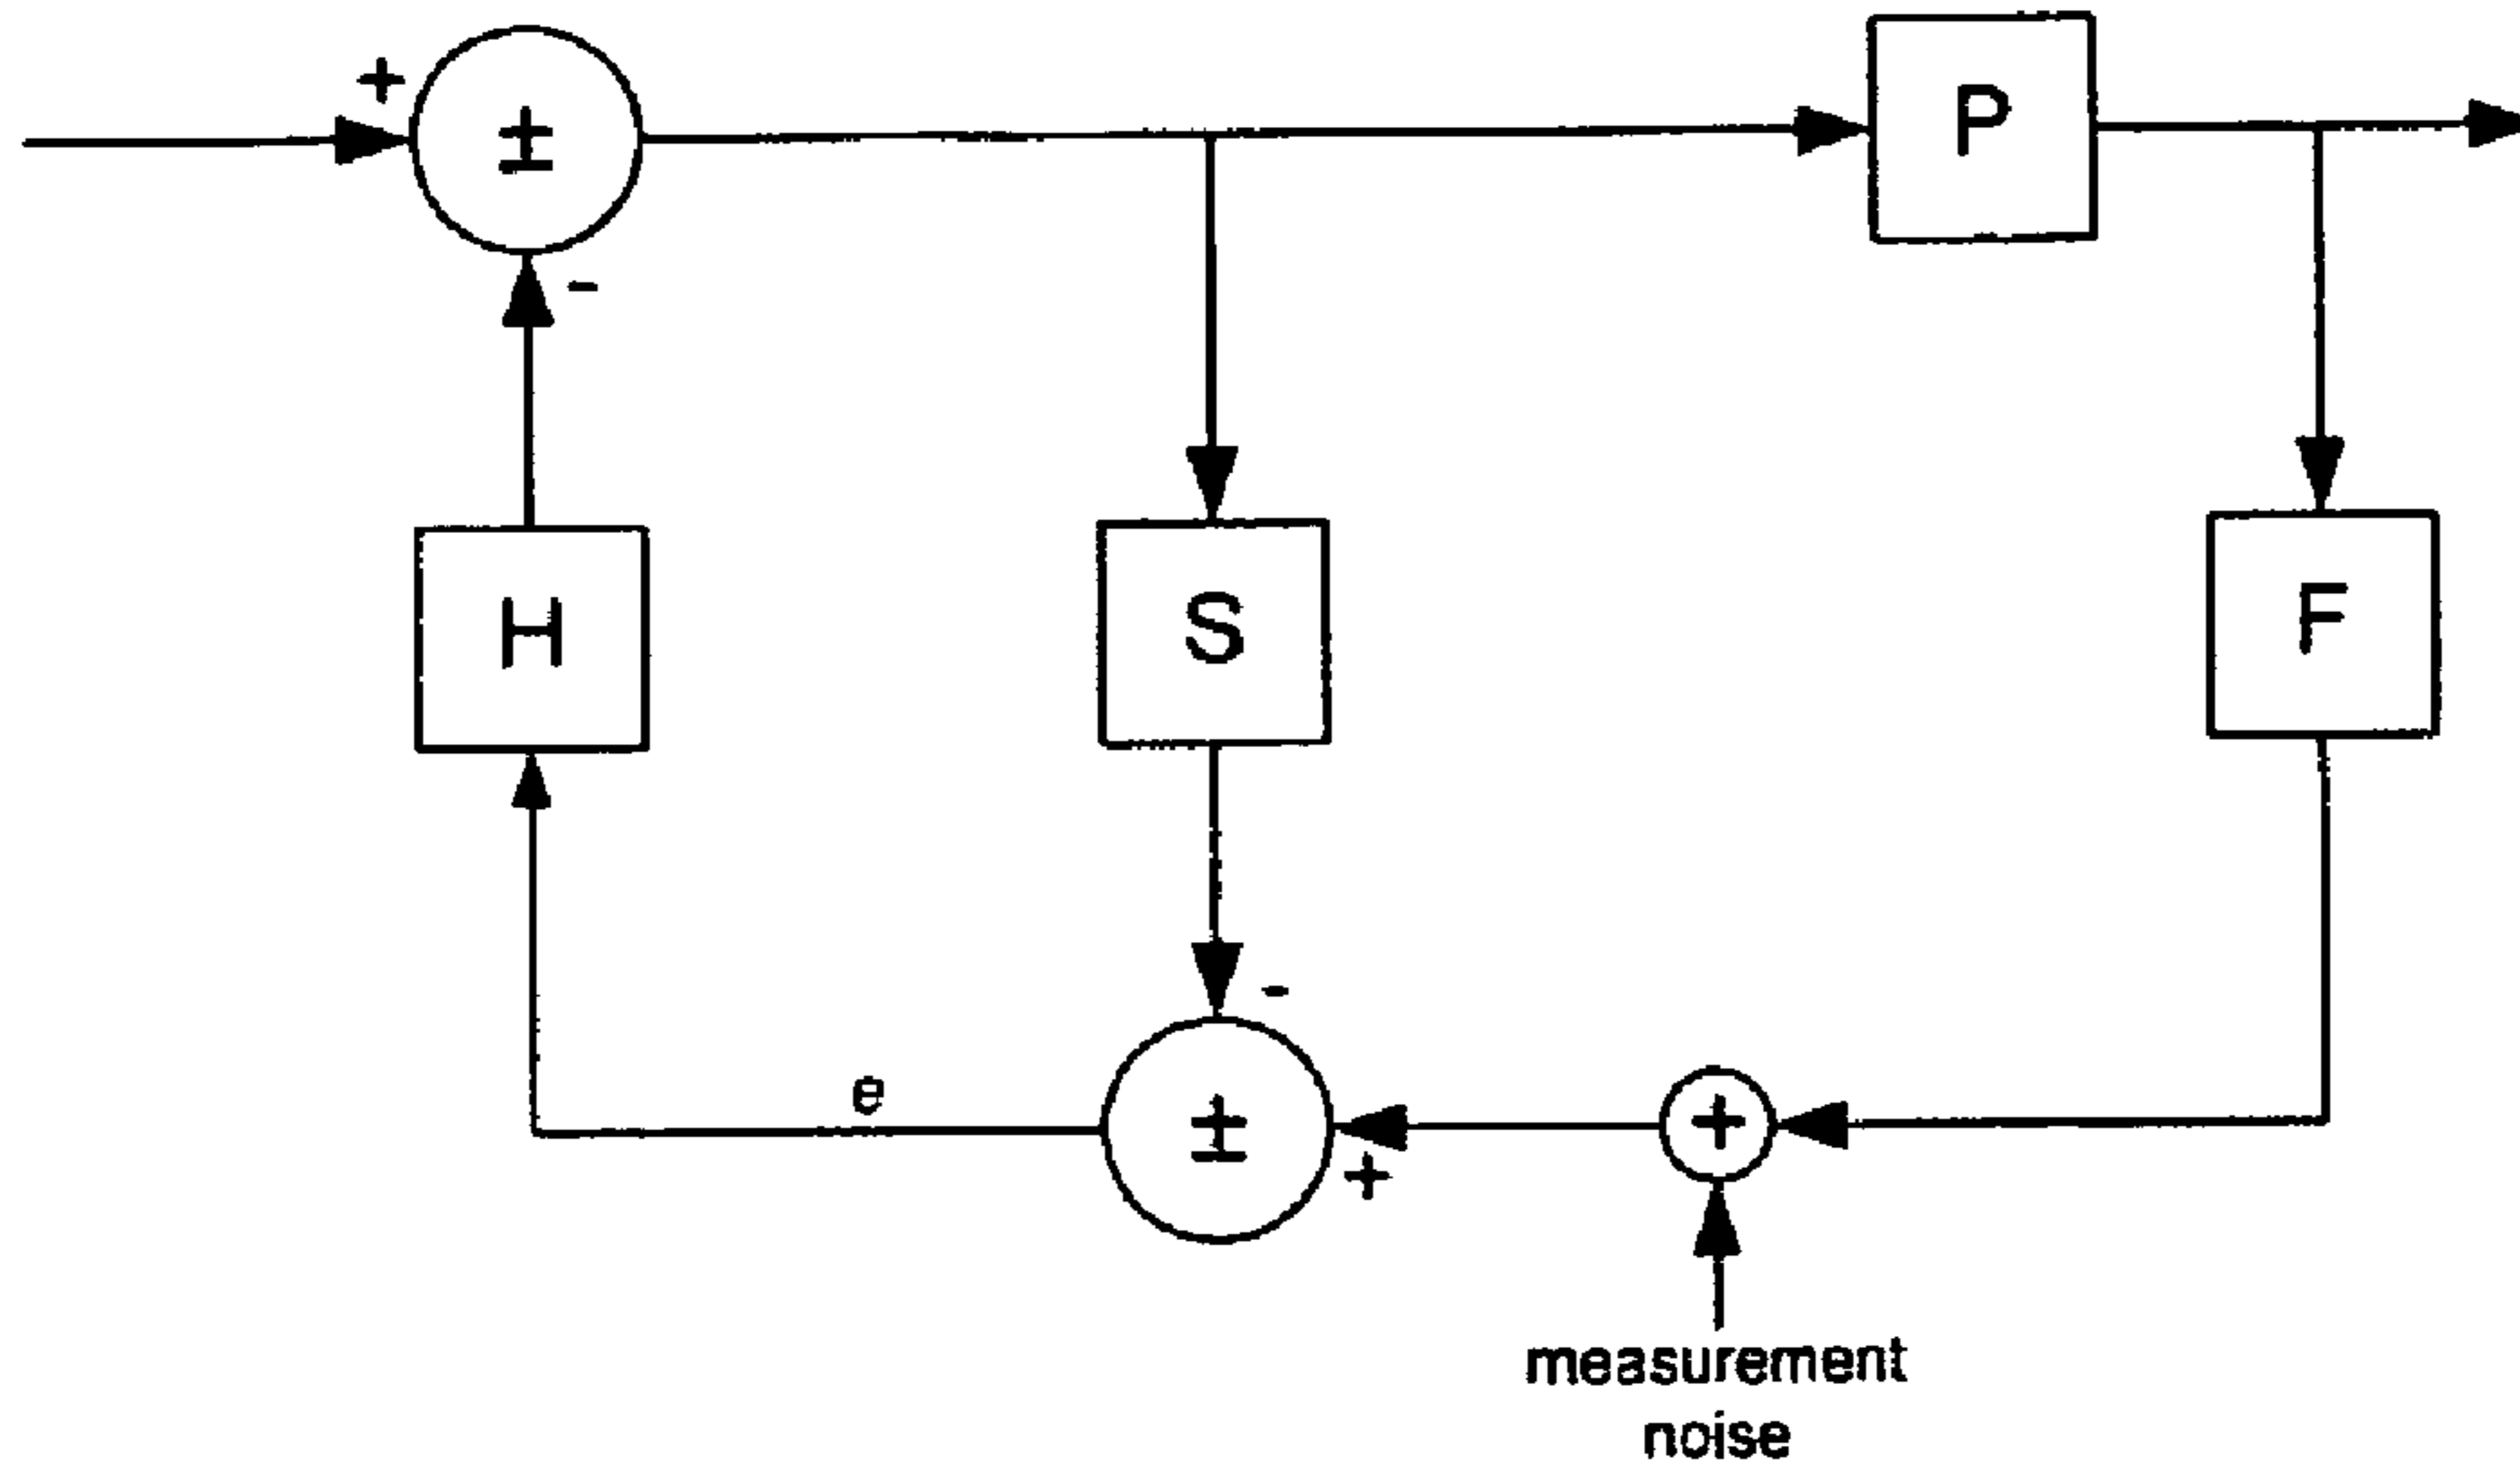 +
±
P
-
H
S
F
-
e
±
+
+
measurement
noise